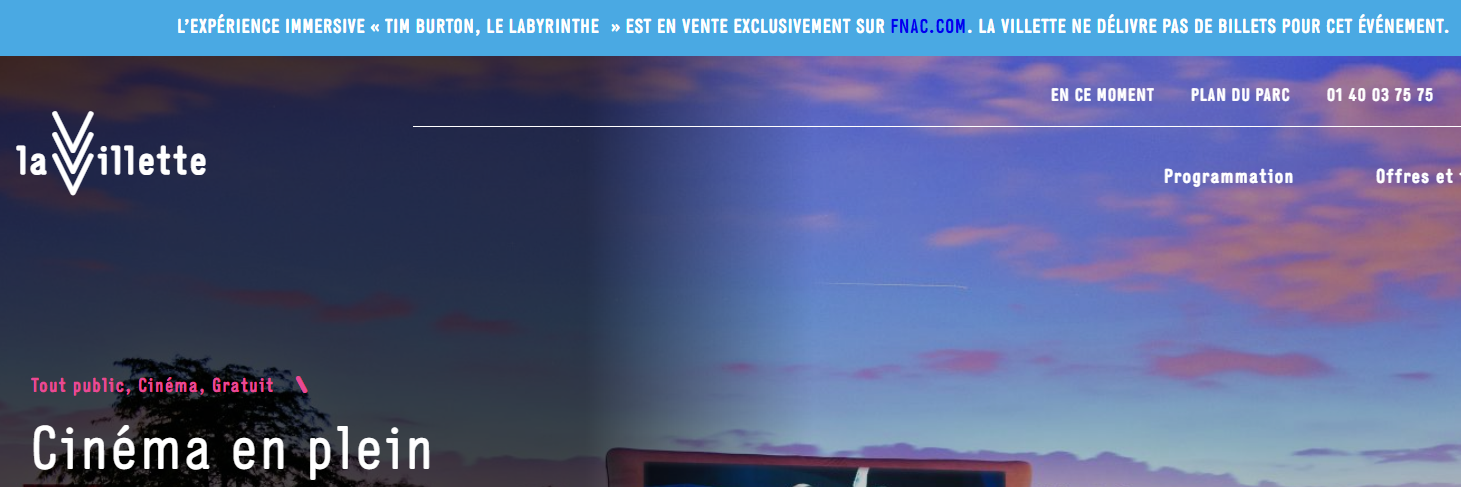 L'EXPÉRIENCE IMMERSIVE « TIM BURTON, LE LABYRINTHE » EST EN VENTE EXCLUSIVEMENT SUR FNAC.COM. LA VILLETTE NE DÉLIVRE PAS DE BILLETS POUR CET ÉVÉNEMENT.
EN CE MOMENT PLAN DU PARC 01 40 03 75 75
la Villette
Programmation Offres et
Tout public, Cinéma, Gratuit
Cinéma en plein